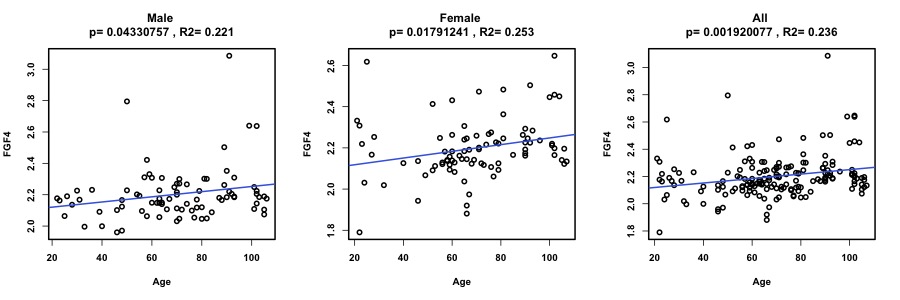 Male
p= 0.04330757 , R2= 0.221
FGF4
2.0 2.2 2.4 2.6 2.8 3.0
20 40 60 80 100
Age
Female
p= 0.01791241 , R2= 0.253
FGF4
1.8 2.0 2.2 2.4 2.6
20 40 60 80 100
Age
All
p= 0.001920077 , R2= 0.236
FGF4
1.8 2.0 2.2 2.4 2.6 2.8 3.0
20 40 60 80 100
Age